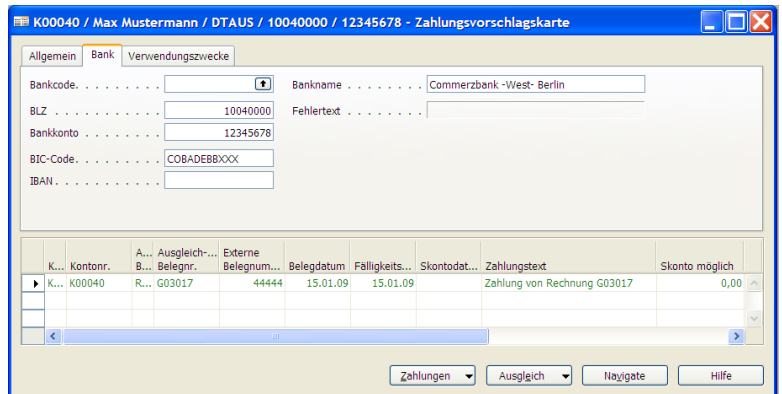 K00040 / Max Mustermann / DTAUS / 10040000 / 12345678 - Zahlungsvorschlagskarte
Allgemein Bank Verwendungszwecke
Bankcode. . . . . . . . . Bankname . . . . . . . . Commerzbank -West- Berlin
BLZ . . . . . . . . . . . 10040000 Fehlertext . . . . . . . .
Bankkonto . . . . . . . . 12345678
BIC-Code. . . . . . . . . COBADEBBXXX
IBAN. . . . . . . . . . .
A... Ausgleich-... Externe
K... Kontonr. B... Belegnr. Belegnum... Belegdatum Fälligkeits... Skontodat... Zahlungstext Skonto möglich
K... K00040 R... G03017 44444 15.01.09 15.01.09 Zahlung von Rechnung G03017 0,00
Zahlungen Ausgleich Navigate Hilfe